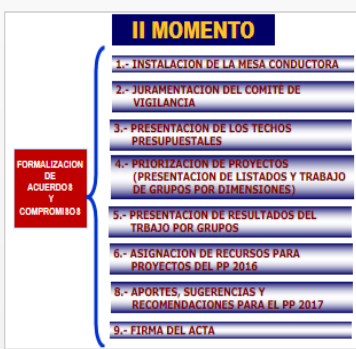 II MOMENTO
1.- INSTALACION DE LA MESA CONDUCTORA
2.- JURAMENTACION DEL COMITÉ DE
VIGILANCIA
3.- PRESENTACION DE LOS TECHOS
PRESUPUESTALES
4.- PRIORIZACION DE PROYECTOS
(PRESENTACION DE LISTADOS Y TRABAJO
DE GRUPOS POR DIMENSIONES)
FORMALIZACION
DE
ACUERDOS
Y
COMPROMISOS
5.- PRESENTACIÓN DE RESULTADOS DEL
TRBAJO POR GRUPOS
6.- ASIGNACION DE RECURSOS PARA
PROYECTOS DEL PP 2016
8.- APORTES, SUGERENCIAS Y
RECOMENDACIONES PARA EL PP 2017
9.- FIRMA DEL ACTA